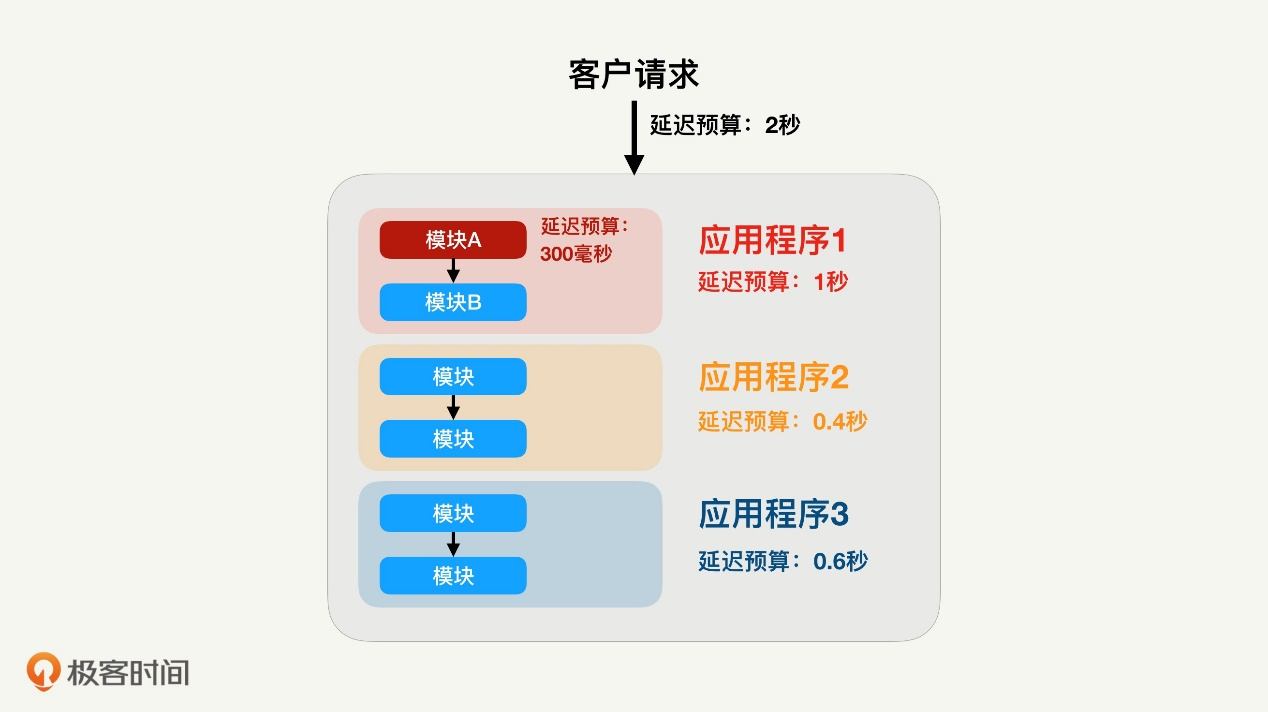 客户请求
延迟预算：2秒
模块A
延迟预算：
300毫秒
模块B
应用程序1
延迟预算：1秒
模块
模块
应用程序2
延迟预算：0.4秒
模块
模块
应用程序3
延迟预算：0.6秒
极客时间